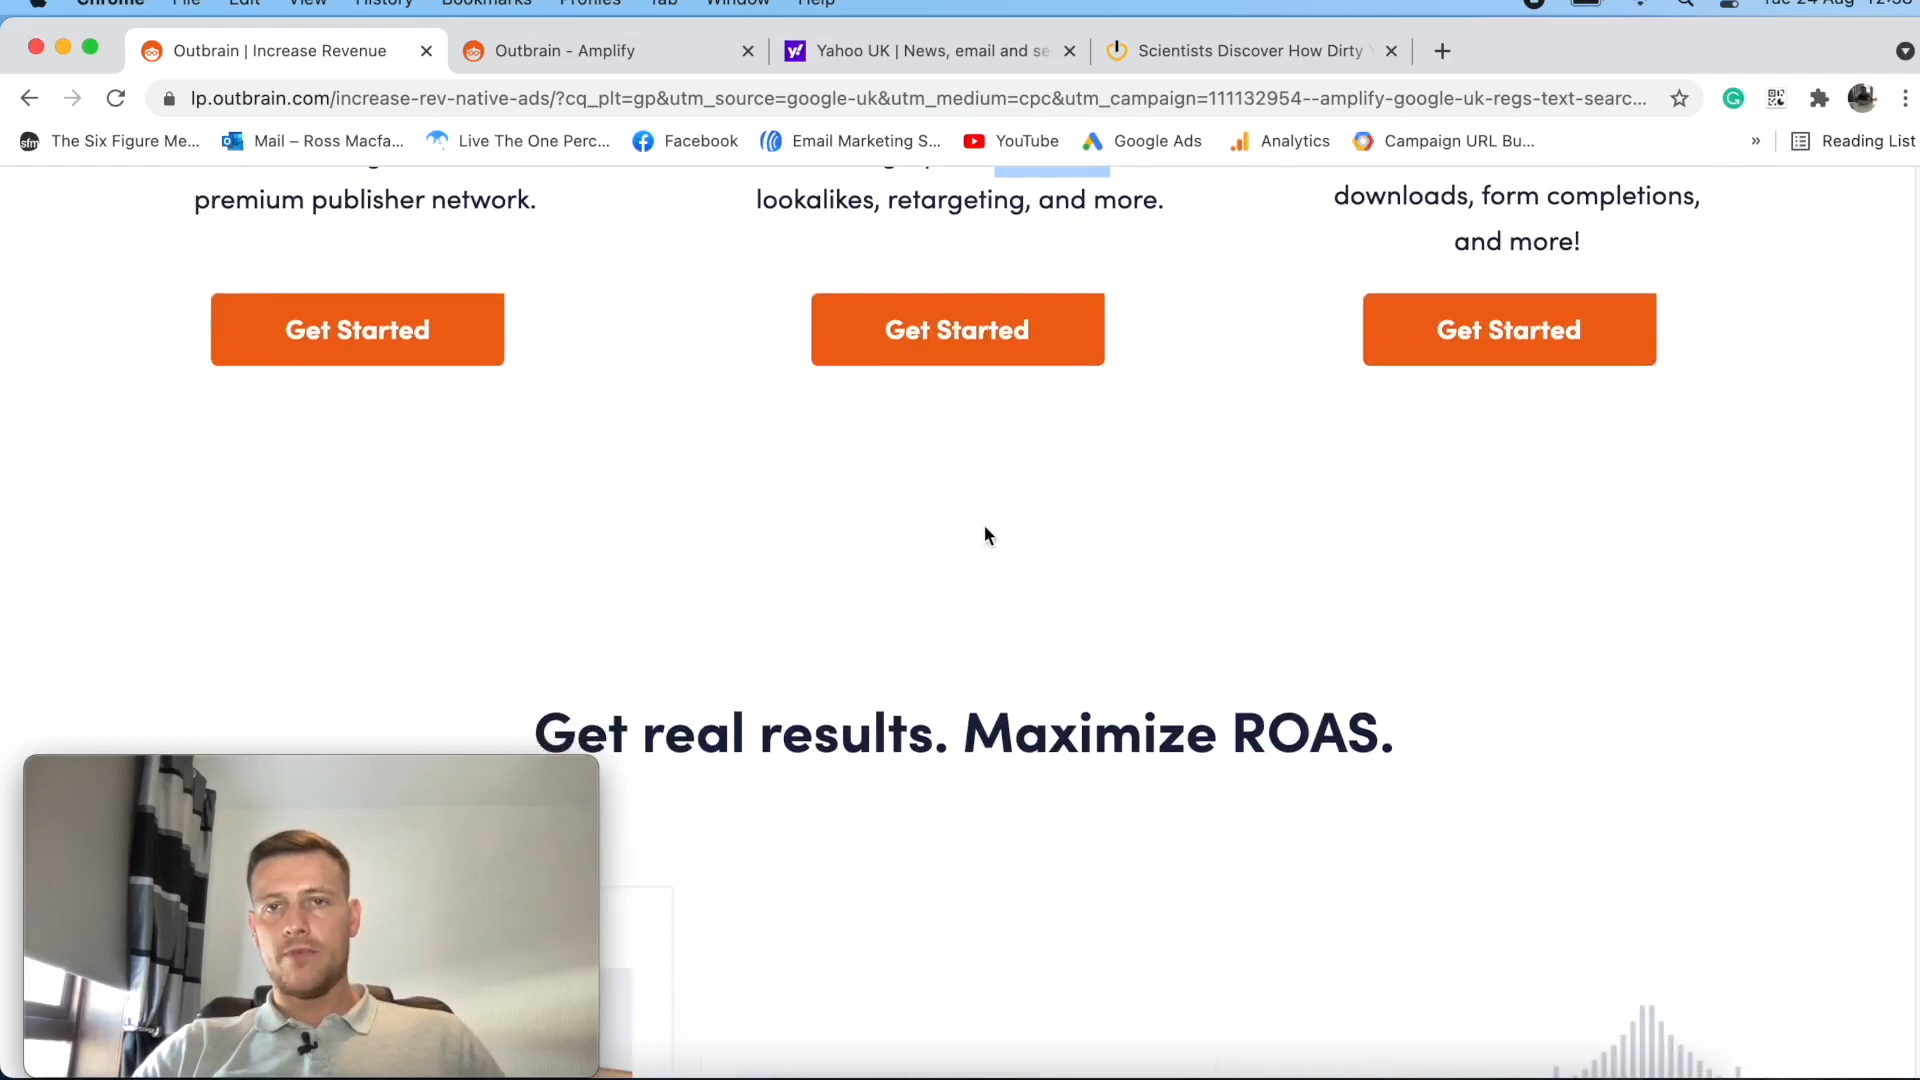 Chrome File Edit View History Bookmarks Profiles Tab Window Help Tue 24 Aug
Outbrain | Increase Revenue
Outbrain - Amplify
Yahoo UK | News, email and se
Scientists Discover How Dirty
lp.outbrain.com/increase-rev-native-ads/?cq_plt=gp&utm_source=google-uk&utm_medium=cpc&utm_campaign=111132954--amplify-google-uk-regs-text-searc...
sfm The Six Figure Me...
Mail – Ross Macfa...
Live The One Perc...
Facebook
Email Marketing S...
YouTube
Google Ads
Analytics
Campaign URL Bu...
» Reading List
premium publisher network.
lookalikes, retargeting, and more.
downloads, form completions,
and more!
Get Started
Get Started
Get Started
Get real results. Maximize ROAS.